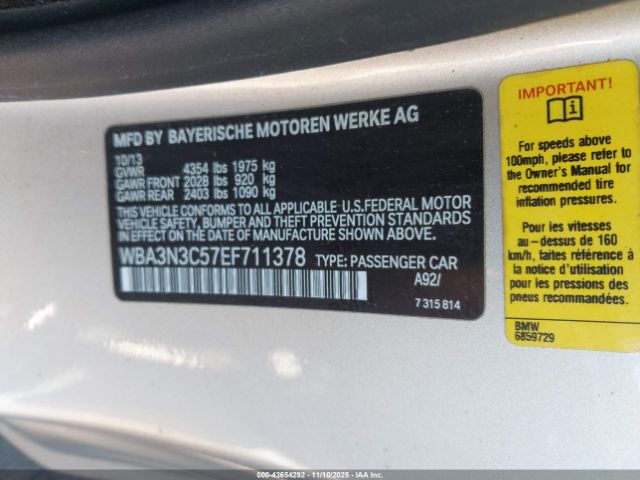 MFD BY BAYERISCHE MOTOREN WERKE AG
10/13
GVWR 4354 lbs 1975 kg
GAWR FRONT 2028 lbs 920 kg
GAWR REAR 2403 lbs 1090 kg
THIS VEHICLE CONFORMS TO ALL APPLICABLE U.S.FEDERAL MOTOR
VEHICLE SAFETY, BUMPER AND THEFT PREVENTION STANDARDS
IN EFFECT ON THE DATE OF MANUFACTURE SHOWN ABOVE.
WBA3N3C57EF711378 TYPE: PASSENGER CAR
A92/
7 315 814
IMPORTANT!
i
For speeds above
100mph, please refer to
the Owner's Manual for
recommended tire
inflation pressures.
Pour les vitesses
au-dessus de 160
km/h, faites référence à
la notice d'utilisation
pour les pressions des
pneus recommandée.
BMW
6859729
©IAA-43654292 - 11/10/2025 - IAAI.COM